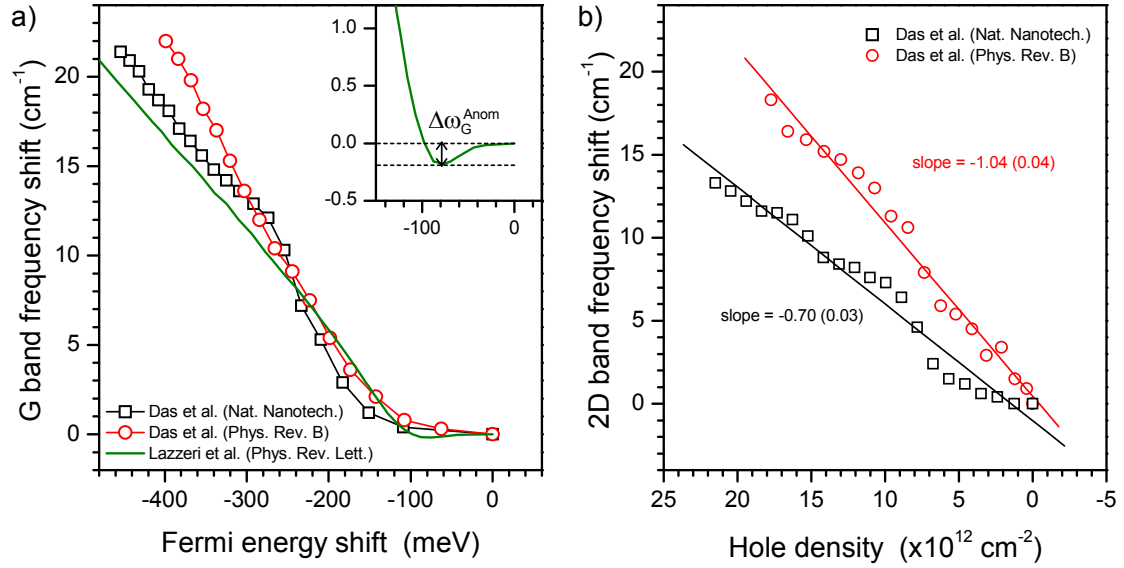 a)
G band frequency shift (cm⁻¹)
20
15
10
5
0
-400
-300
-200
-100
0
Fermi energy shift (meV)
Das et al. (Nat. Nanotech.)
Das et al. (Phys. Rev. B)
Lazzeri et al. (Phys. Rev. Lett.)
1.0
0.5
0.0
-0.5
-100
0
Δω_G^Anom
b)
2D band frequency shift (cm⁻¹)
20
15
10
5
0
25
20
15
10
5
0
-5
Hole density (x10¹² cm⁻²)
Das et al. (Nat. Nanotech.)
Das et al. (Phys. Rev. B)
slope = -1.04 (0.04)
slope = -0.70 (0.03)